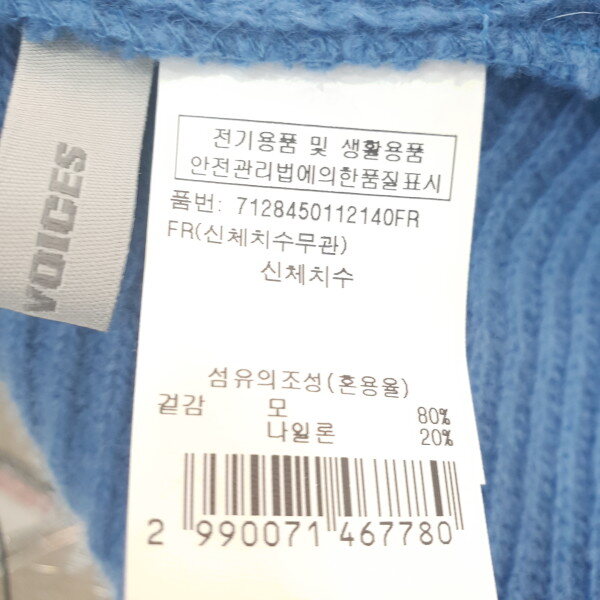 VOICES
전기용품 및 생활용품
안전관리법에의한품질표시
품번: 7128450112140FR
FR(신체치수무관)
신체치수
섬유의조성(혼용율)
겉감 모 80%
나일론 20%
2 990071 467780